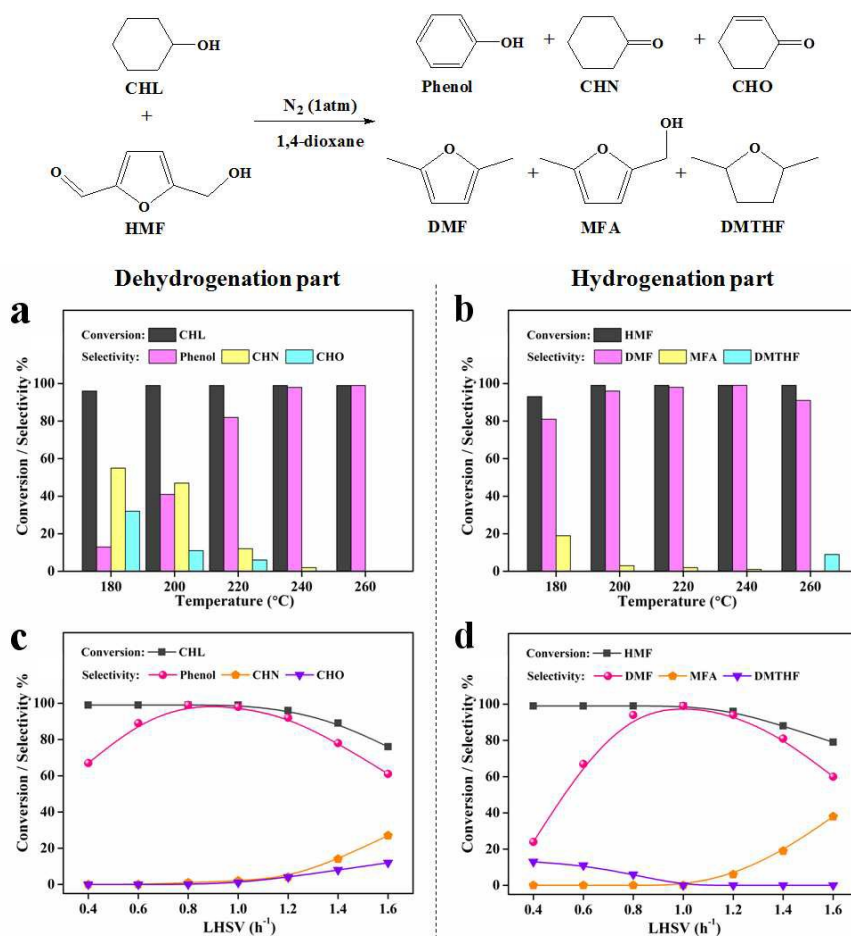 OH
CHL
+
HMF
O
O
OH
N₂ (1atm)
1,4-dioxane
OH
Phenol
+
O
CHN
+
O
CHO
O
DMF
+
O
OH
MFA
+
O
DMTHF
Dehydrogenation part
Hydrogenation part
a
Conversion: CHL
Selectivity: Phenol CHN CHO
Conversion / Selectivity %
100
80
60
40
20
0
180 200 220 240 260
Temperature (°C)
b
Conversion: HMF
Selectivity: DMF MFA DMTHF
Conversion / Selectivity %
100
80
60
40
20
0
180 200 220 240 260
Temperature (°C)
c
Conversion: CHL
Selectivity: Phenol CHN CHO
Conversion / Selectivity %
100
80
60
40
20
0
0.4 0.6 0.8 1.0 1.2 1.4 1.6
LHSV (h⁻¹)
d
Conversion: HMF
Selectivity: DMF MFA DMTHF
Conversion / Selectivity %
100
80
60
40
20
0
0.4 0.6 0.8 1.0 1.2 1.4 1.6
LHSV (h⁻¹)